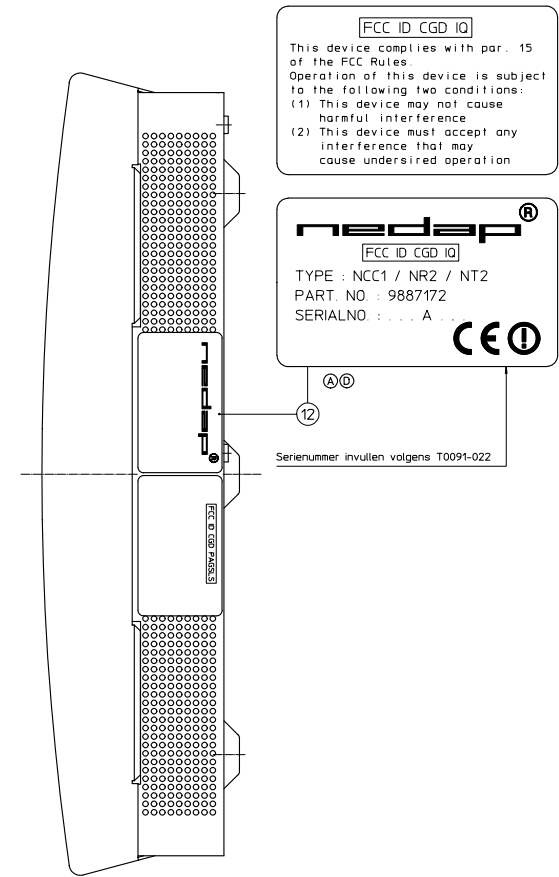 FCC ID CGD IQ
This device complies with par. 15
of the FCC Rules.
Operation of this device is subject
to the following two conditions:
(1) This device may not cause
harmful interference
(2) This device must accept any
interference that may
cause undersired operation
nedap®
FCC ID CGD IQ
TYPE : NCC1 / NR2 / NT2
PART. NO. : 9887172
SERIALNO. : . . . A . . .
CE
A D
12
Serienummer invullen volgens T0091-022
nedap®
FCC ID CGD PAGSLS